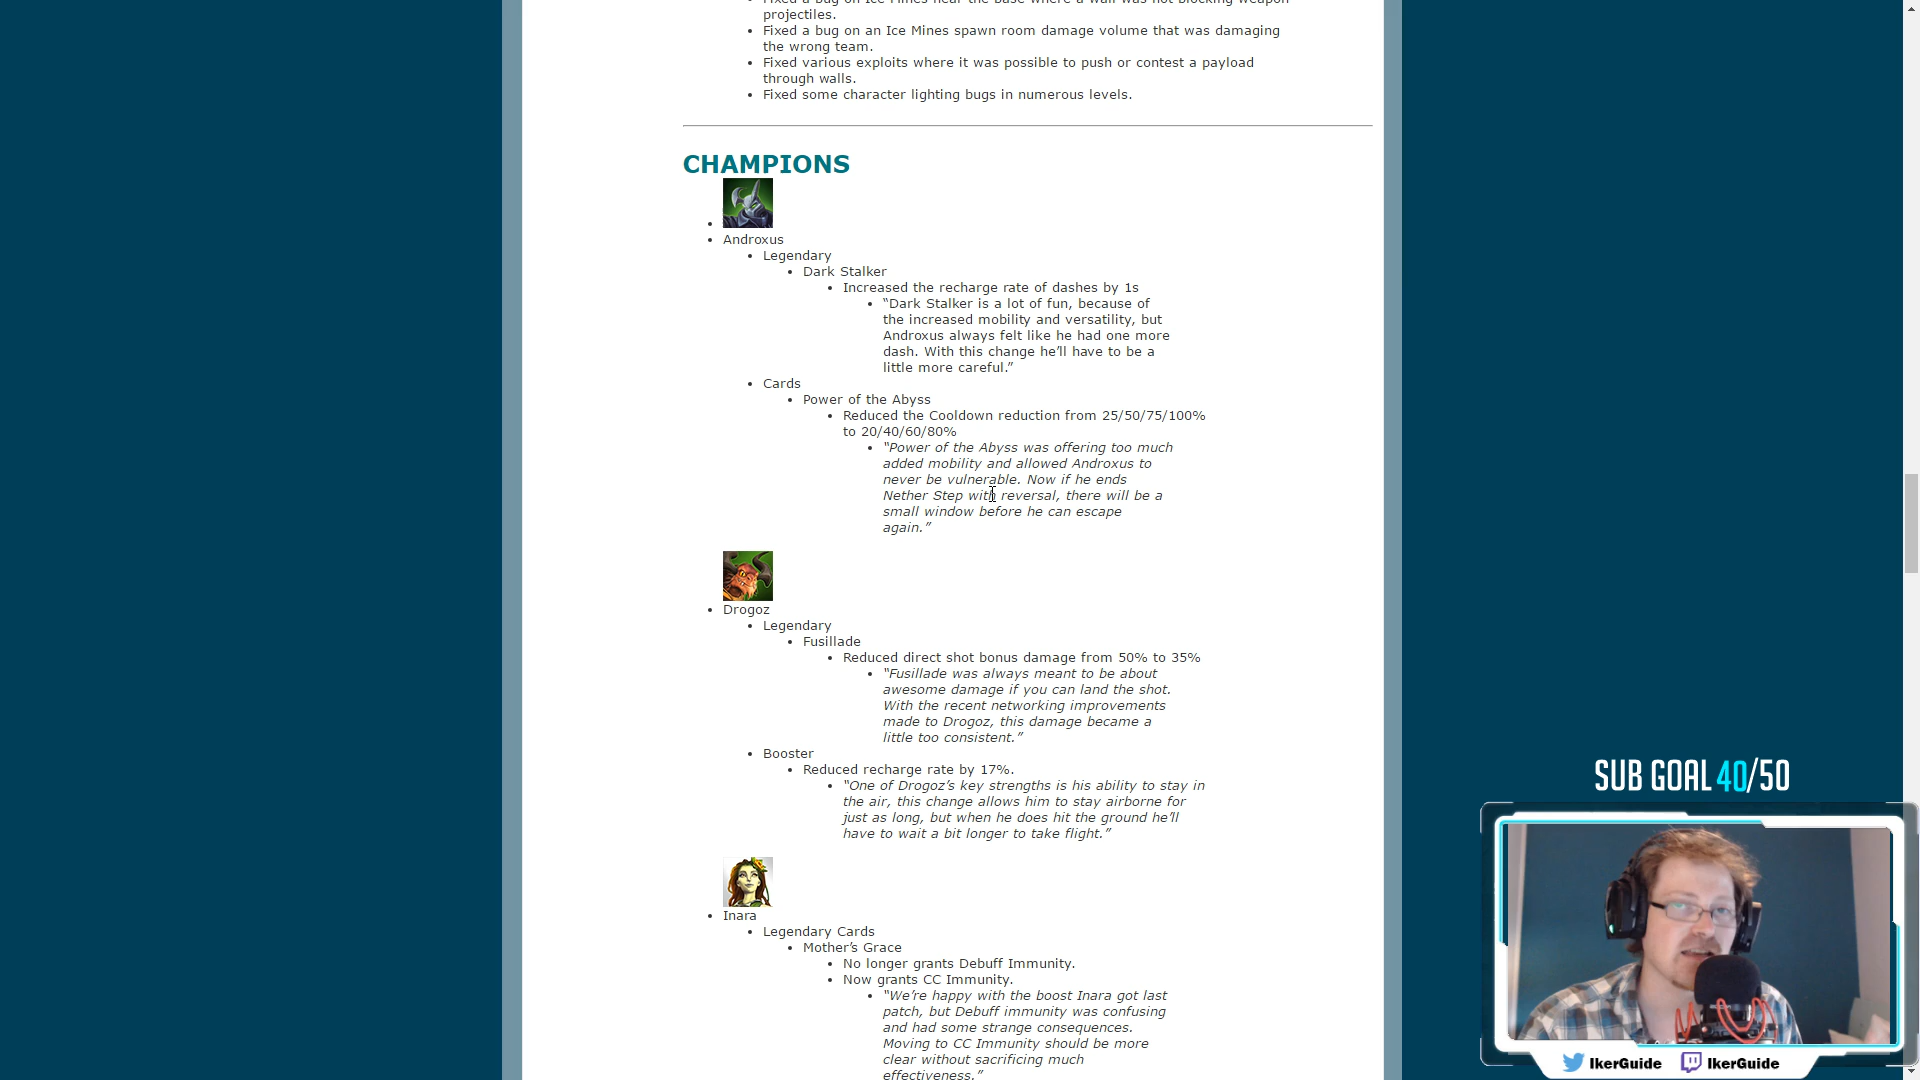 Fixed a bug on Ice Mines near the base where a wall was not blocking weapon
projectiles.
Fixed a bug on an Ice Mines spawn room damage volume that was damaging
the wrong team.
Fixed various exploits where it was possible to push or contest a payload
through walls.
Fixed some character lighting bugs in numerous levels.
CHAMPIONS
Androxus
Legendary
Dark Stalker
Increased the recharge rate of dashes by 1s
“Dark Stalker is a lot of fun, because of
the increased mobility and versatility, but
Androxus always felt like he had one more
dash. With this change he’ll have to be a
little more careful.”
Cards
Power of the Abyss
Reduced the Cooldown reduction from 25/50/75/100%
to 20/40/60/80%
“Power of the Abyss was offering too much
added mobility and allowed Androxus to
never be vulnerable. Now if he ends
Nether Step with reversal, there will be a
small window before he can escape
again.”
Drogoz
Legendary
Fusillade
Reduced direct shot bonus damage from 50% to 35%
“Fusillade was always meant to be about
awesome damage if you can land the shot.
With the recent networking improvements
made to Drogoz, this damage became a
little too consistent.”
Booster
Reduced recharge rate by 17%.
“One of Drogoz’s key strengths is his ability to stay in
the air, this change allows him to stay airborne for
just as long, but when he does hit the ground he’ll
have to wait a bit longer to take flight.”
Inara
Legendary Cards
Mother’s Grace
No longer grants Debuff Immunity.
Now grants CC Immunity.
“We’re happy with the boost Inara got last
patch, but Debuff immunity was confusing
and had some strange consequences.
Moving to CC Immunity should be more
clear without sacrificing much
effectiveness.”
SUB GOAL 40/50
IkerGuide IkerGuide